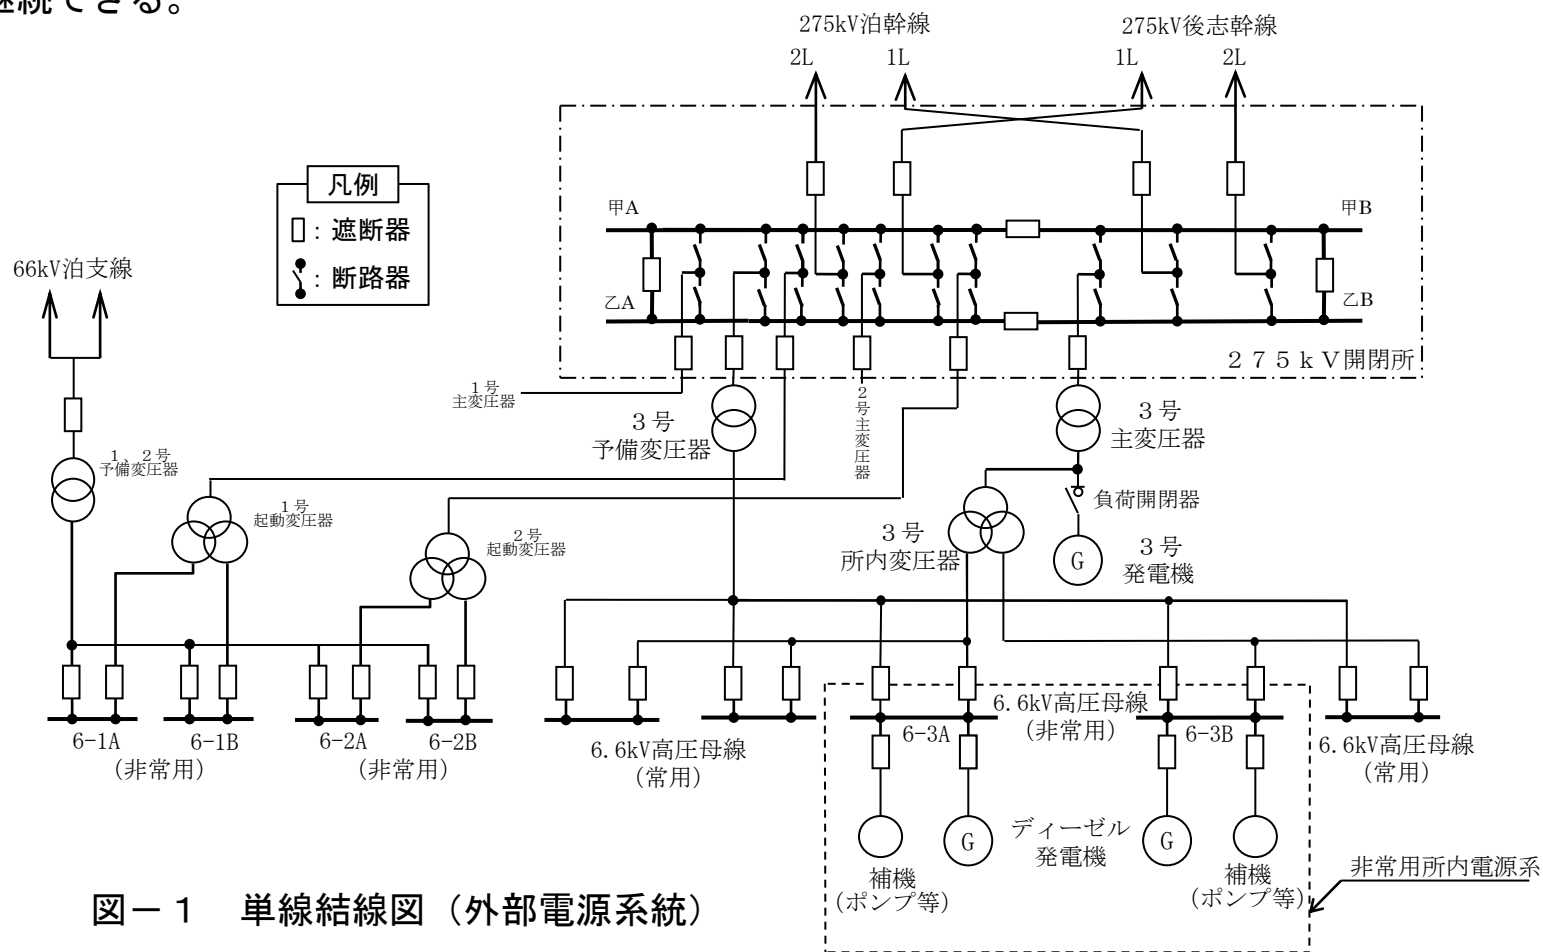 継続できる。
275kV泊幹線
275kV後志幹線
2L
1L
1L
2L
凡例
：遮断器
：断路器
甲A
甲B
66kV泊支線
乙A
乙B
２７５ｋＶ開閉所
１号
主変圧器
３号
予備変圧器
２号主変圧器
３号
主変圧器
１、２号
予備変圧器
１号
起動変圧器
負荷開閉器
２号
起動変圧器
３号
所内変圧器
G
３号
発電機
6-1A
6-1B
(非常用)
6-2A
6-2B
(非常用)
6.6kV高圧母線
(常用)
6-3A
6.6kV高圧母線
(非常用)
6-3B
6.6kV高圧母線
(常用)
補機
(ポンプ等)
G
ディーゼル
発電機
G
補機
(ポンプ等)
非常用所内電源系
図－１　単線結線図（外部電源系統）